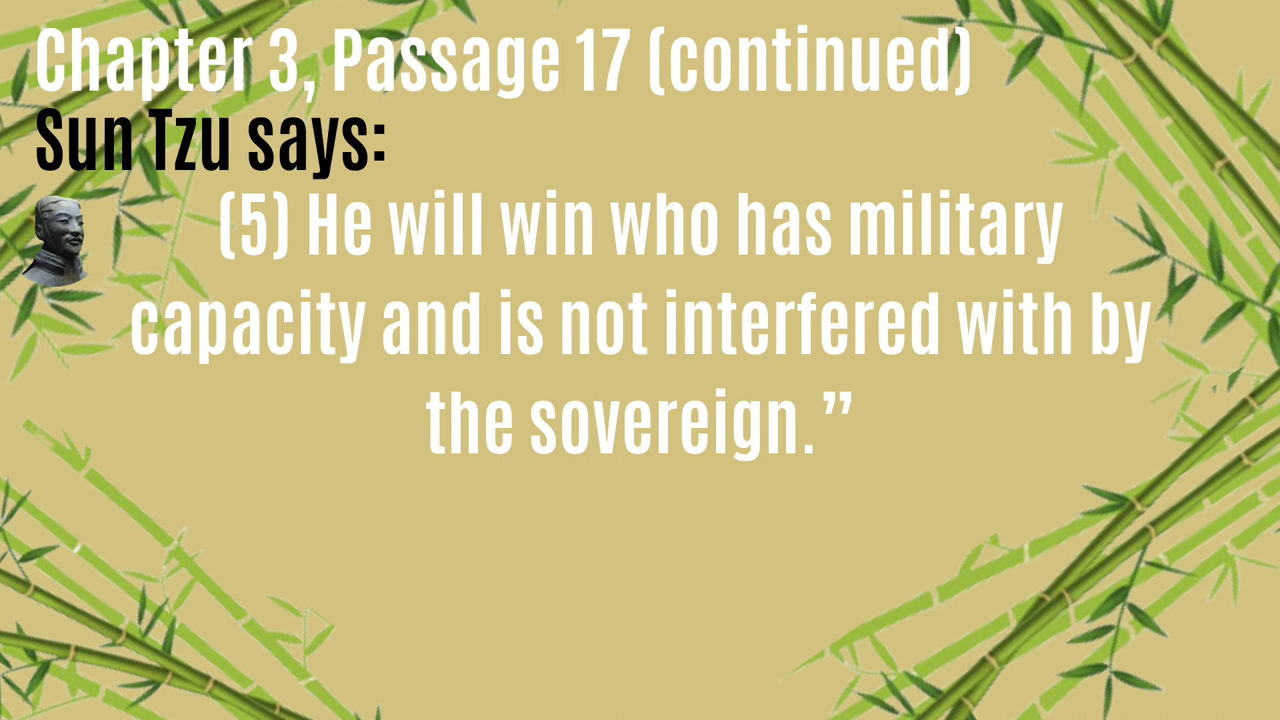 Chapter 3, Passage 17 (continued)
Sun Tzu says:
(5) He will win who has military
capacity and is not interfered with by
the sovereign.”